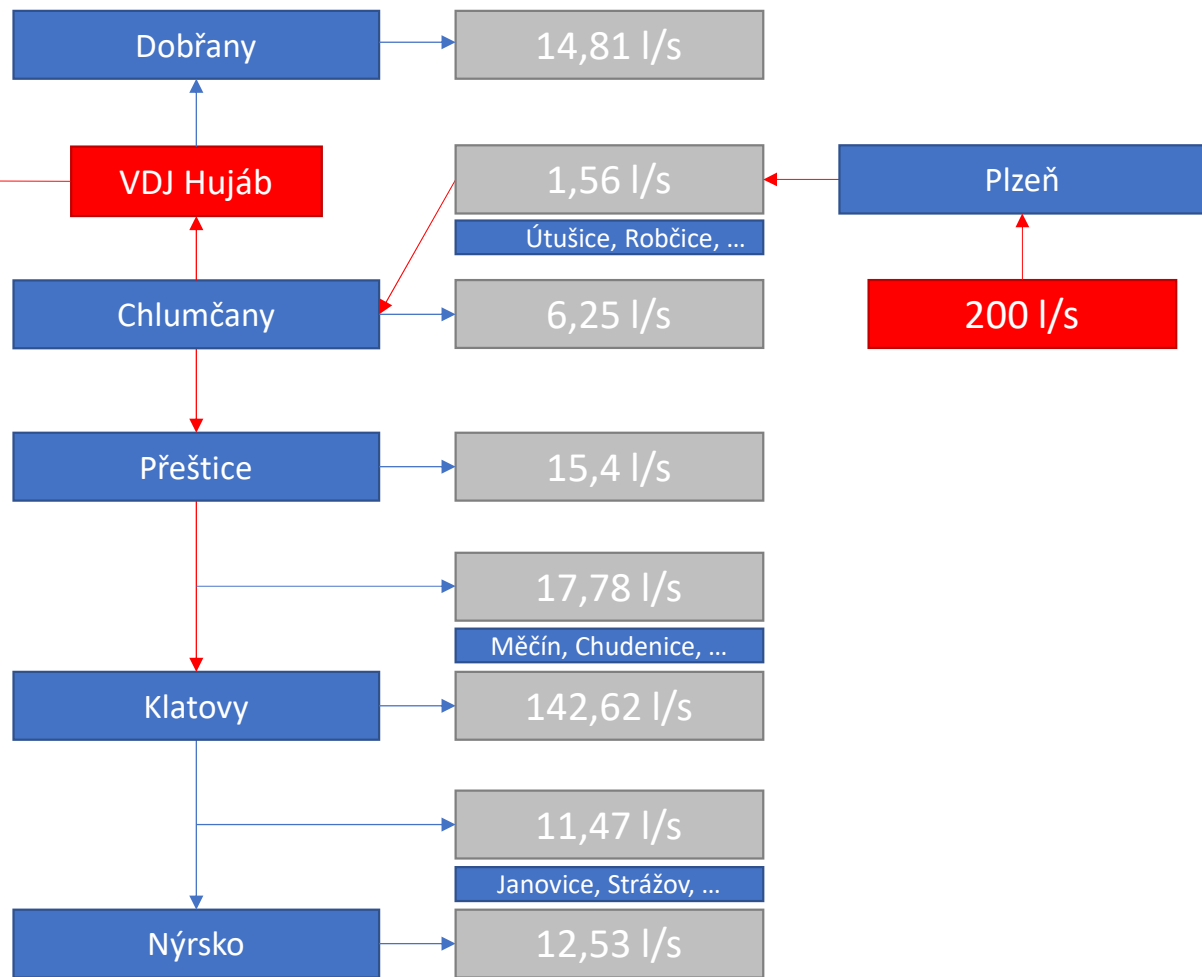 Dobřany
14,81 l/s
VDJ Hujáb
1,56 l/s
Plzeň
Útušice, Robčice, ...
Chlumčany
6,25 l/s
200 l/s
Přeštice
15,4 l/s
17,78 l/s
Měčín, Chudenice, ...
Klatovy
142,62 l/s
11,47 l/s
Janovice, Strážov, ...
Nýrsko
12,53 l/s